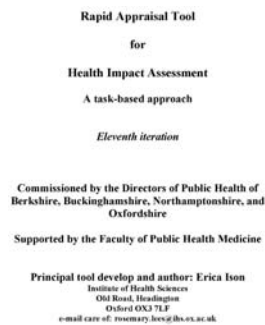 Rapid Appraisal Tool
for
Health Impact Assessment
A task-based approach
Eleventh iteration
Commissioned by the Directors of Public Health of
Berkshire, Buckinghamshire, Northamptonshire, and
Oxfordshire
Supported by the Faculty of Public Health Medicine
Principal tool develop and author: Erica Ison
Institute of Health Sciences
Old Road, Headington
Oxford OX3 7LF
e-mail care of: rosemary.lees@ihs.ox.ac.uk